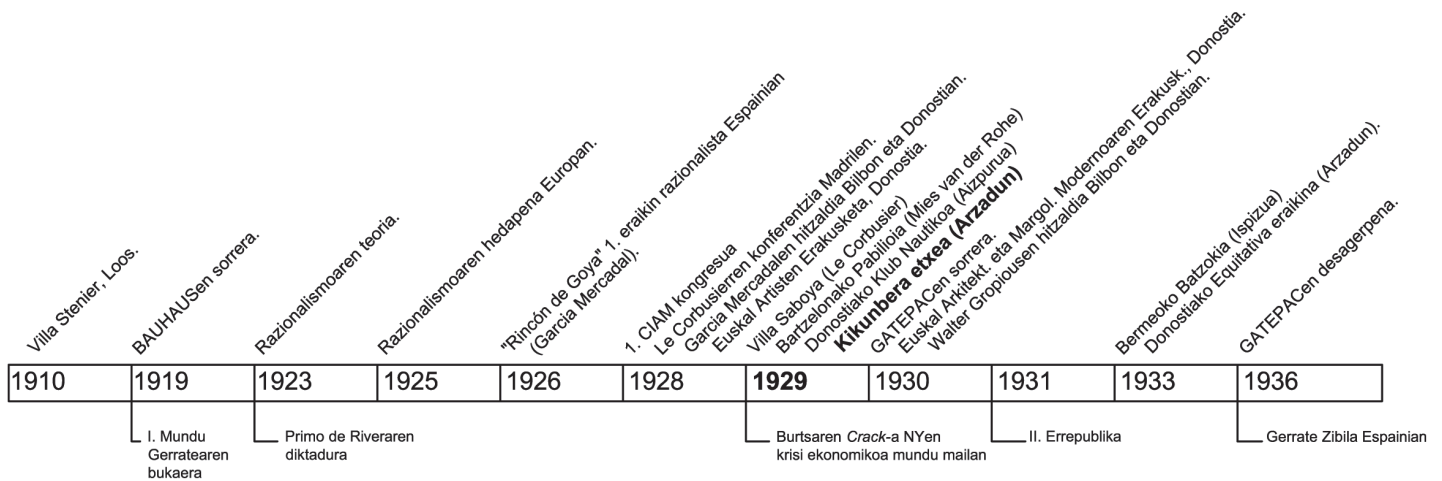 Villa Stenier, Loos.
BAUHAUSen sorrera.
Razionalismoaren teoria.
Razionalismoaren hedapena Europan.
"Rincón de Goya" 1. eraikin razionalista Espainian
(Garcia Mercadal).
1. CIAM kongresua
Le Corbusierren konferentzia Madrilen.
Garcia Mercadalen hitzaldia Bilbon eta Donostian.
Euskal Artisten Erakusketa, Donostia.
Villa Saboya (Le Corbusier)
Bartzelonako Pabilioia (Mies van der Rohe)
Donostiako Klub Nautikoa (Aizpurua)
Kikunbera etxea (Arzadun)
GATEPACen sorrera.
Euskal Arkitekt. eta Margol. Modernoaren Erakusk., Donostia.
Walter Gropiousen hitzaldia Bilbon eta Donostian.
Bermeoko Batzokia (Ispizua)
Donostiako Equitativa eraikina (Arzadun).
GATEPACen desagerpena.
1910 1919 1923 1925 1926 1928 1929 1930 1931 1933 1936
I. Mundu
Gerratearen
bukaera
Primo de Riveraren
diktadura
Burtsaren Crack-a NYen
krisi ekonomikoa mundu mailan
II. Errepublika
Gerrate Zibila Espainian